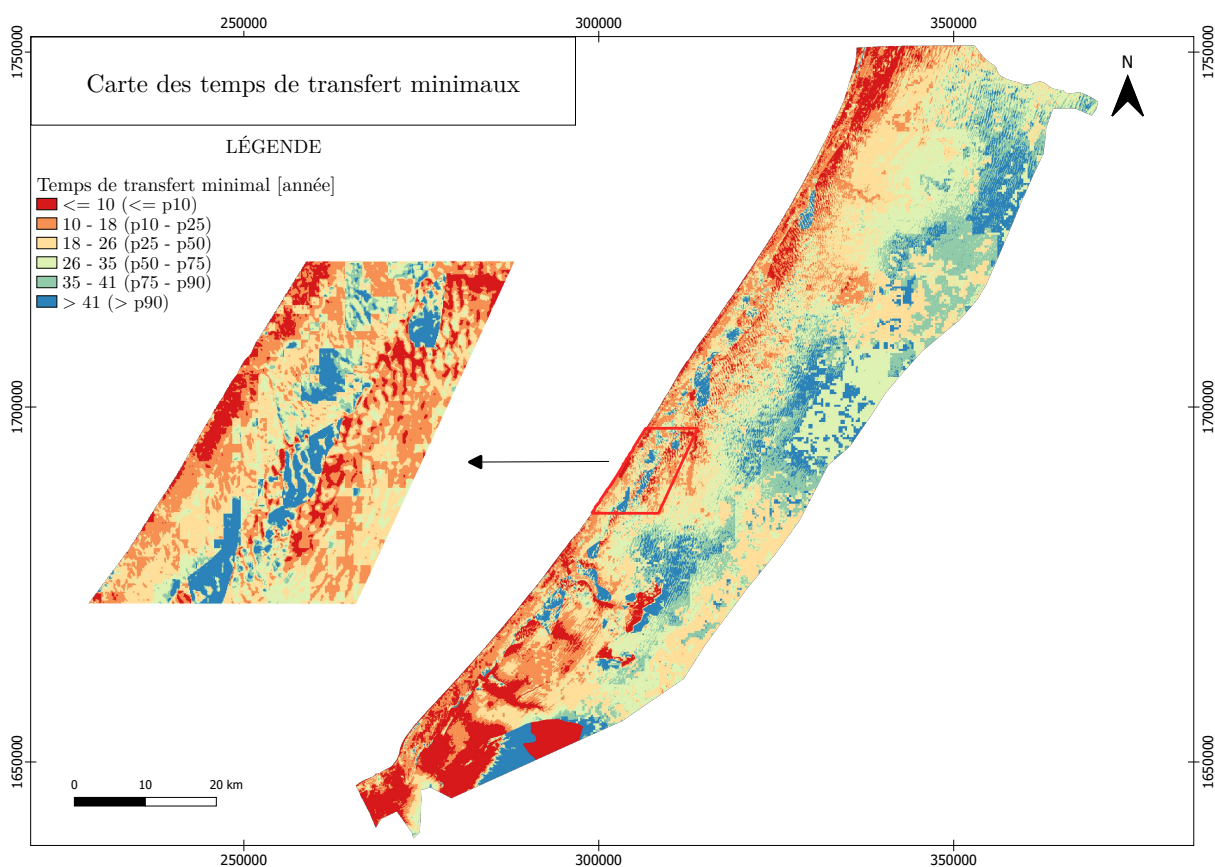 250000 300000 350000
1750000 1750000
Carte des temps de transfert minimaux
N
LÉGENDE
Temps de transfert minimal [année]
<= 10 (<= p10)
10 - 18 (p10 - p25)
18 - 26 (p25 - p50)
26 - 35 (p50 - p75)
35 - 41 (p75 - p90)
> 41 (> p90)
1700000 1700000
1650000 1650000
0 10 20 km
250000 300000 350000